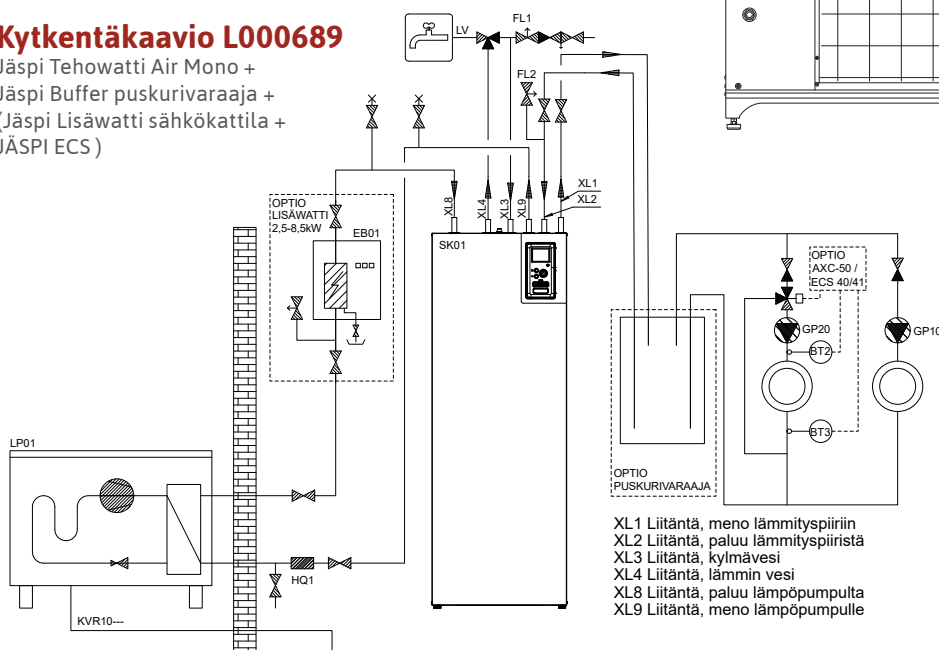 Kytkentäkaavio L000689
Jäspi Tehowatti Air Mono +
Jäspi Buffer puskurivaraaja +
(Jäspi Lisäwatti sähkökattila +
JÄSPI ECS )
LV
FL1
FL2
XL1
XL2
XL8
XL4
XL3
XL9
SK01
OPTIO
LISÄWATTI
2,5-8,5kW
EB01
OPTIO
AXC-50 /
ECS 40/41
GP20
GP10
BT2
BT3
OPTIO
PUSKURIVARAAJA
LP01
HQ1
KVR10---
XL1 Liitäntä, meno lämmityspiiriin
XL2 Liitäntä, paluu lämmityspiiristä
XL3 Liitäntä, kylmävesi
XL4 Liitäntä, lämmin vesi
XL8 Liitäntä, paluu lämpöpumpulta
XL9 Liitäntä, meno lämpöpumpulle